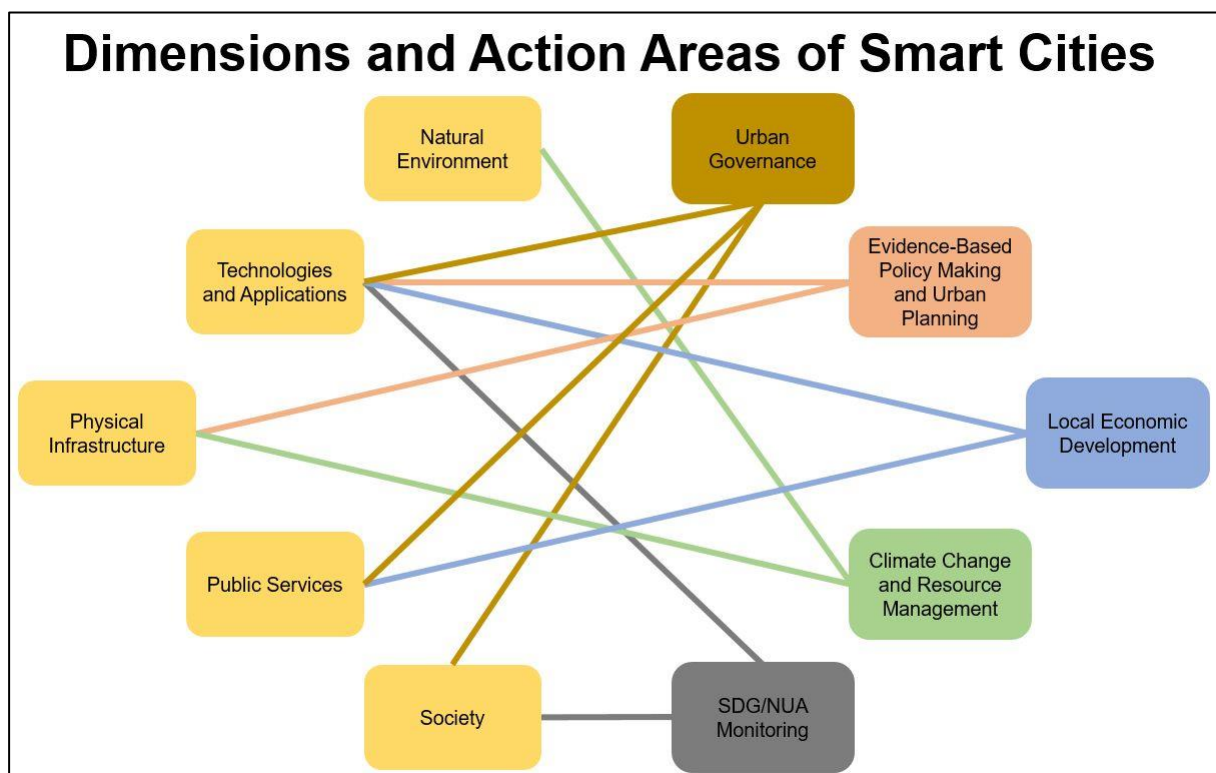 Dimensions and Action Areas of Smart Cities
Natural
Environment
Urban
Governance
Technologies
and Applications
Evidence-Based
Policy Making
and Urban
Planning
Physical
Infrastructure
Local Economic
Development
Public Services
Climate Change
and Resource
Management
Society
SDG/NUA
Monitoring